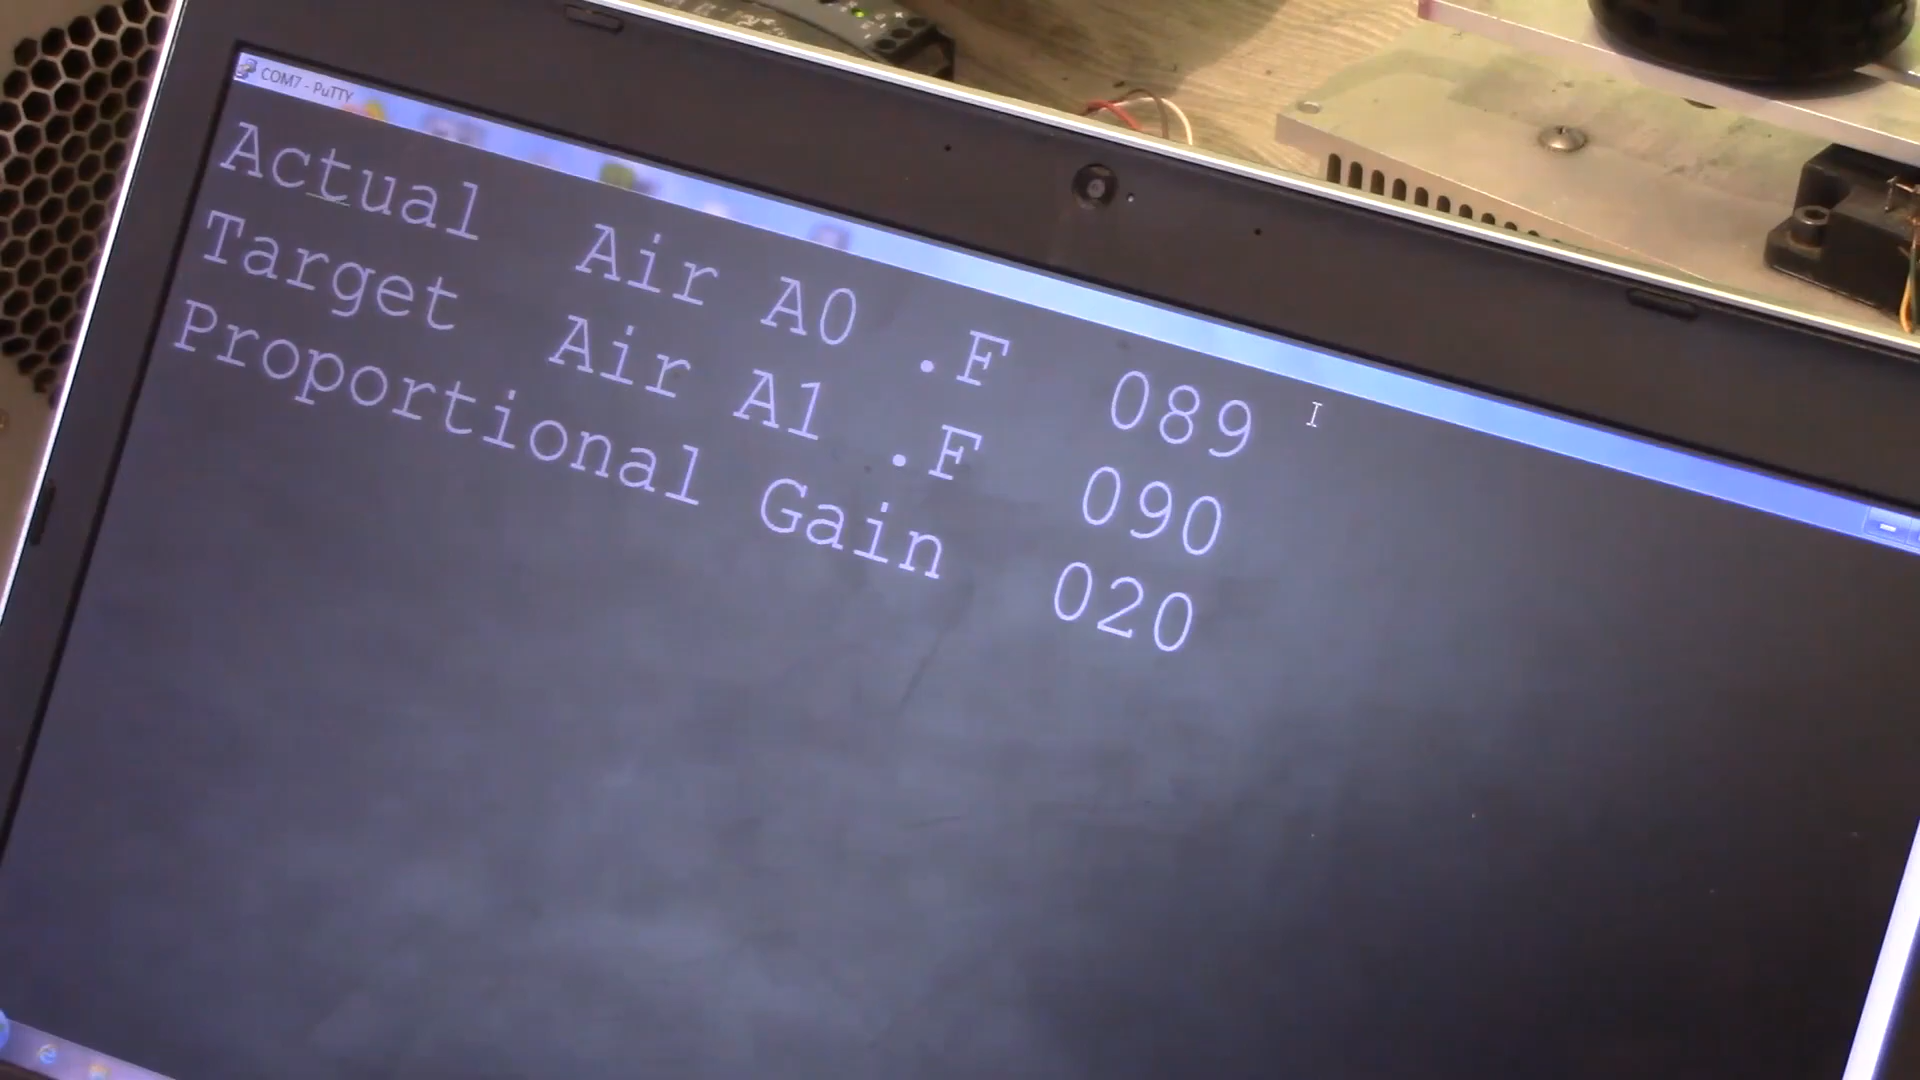 COM7 - PuTTY
Actual  Air A0 .F  089
Target  Air A1 .F  090
Proportional Gain  020